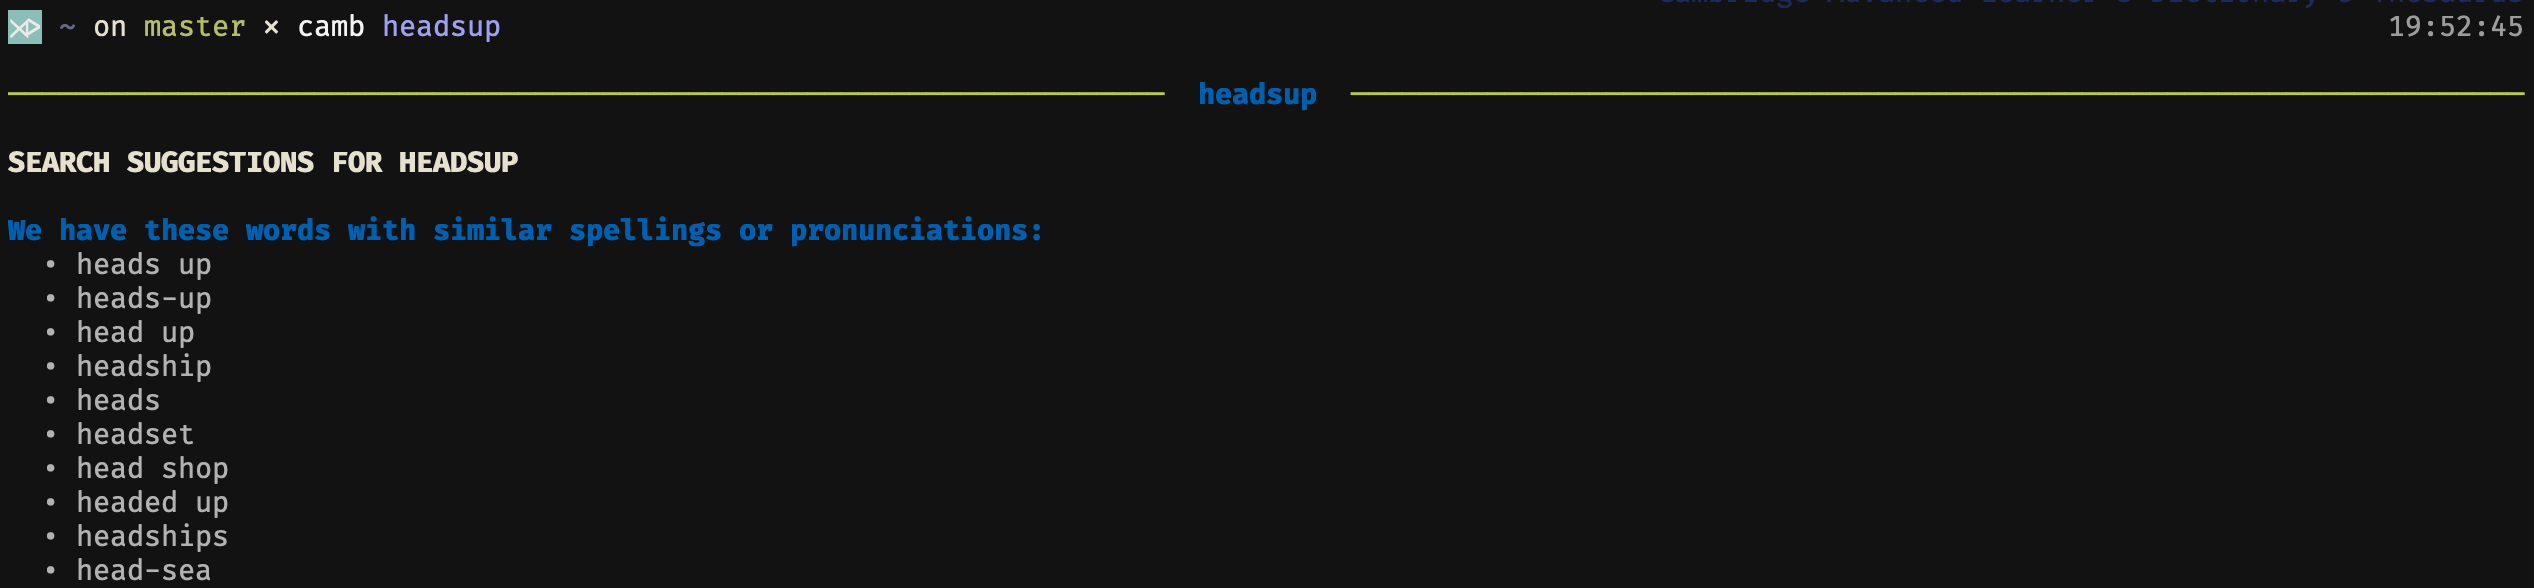 ~ on master × camb headsup 19:52:45
headsup
SEARCH SUGGESTIONS FOR HEADSUP
We have these words with similar spellings or pronunciations:
• heads up
• heads-up
• head up
• headship
• heads
• headset
• head shop
• headed up
• headships
• head-sea